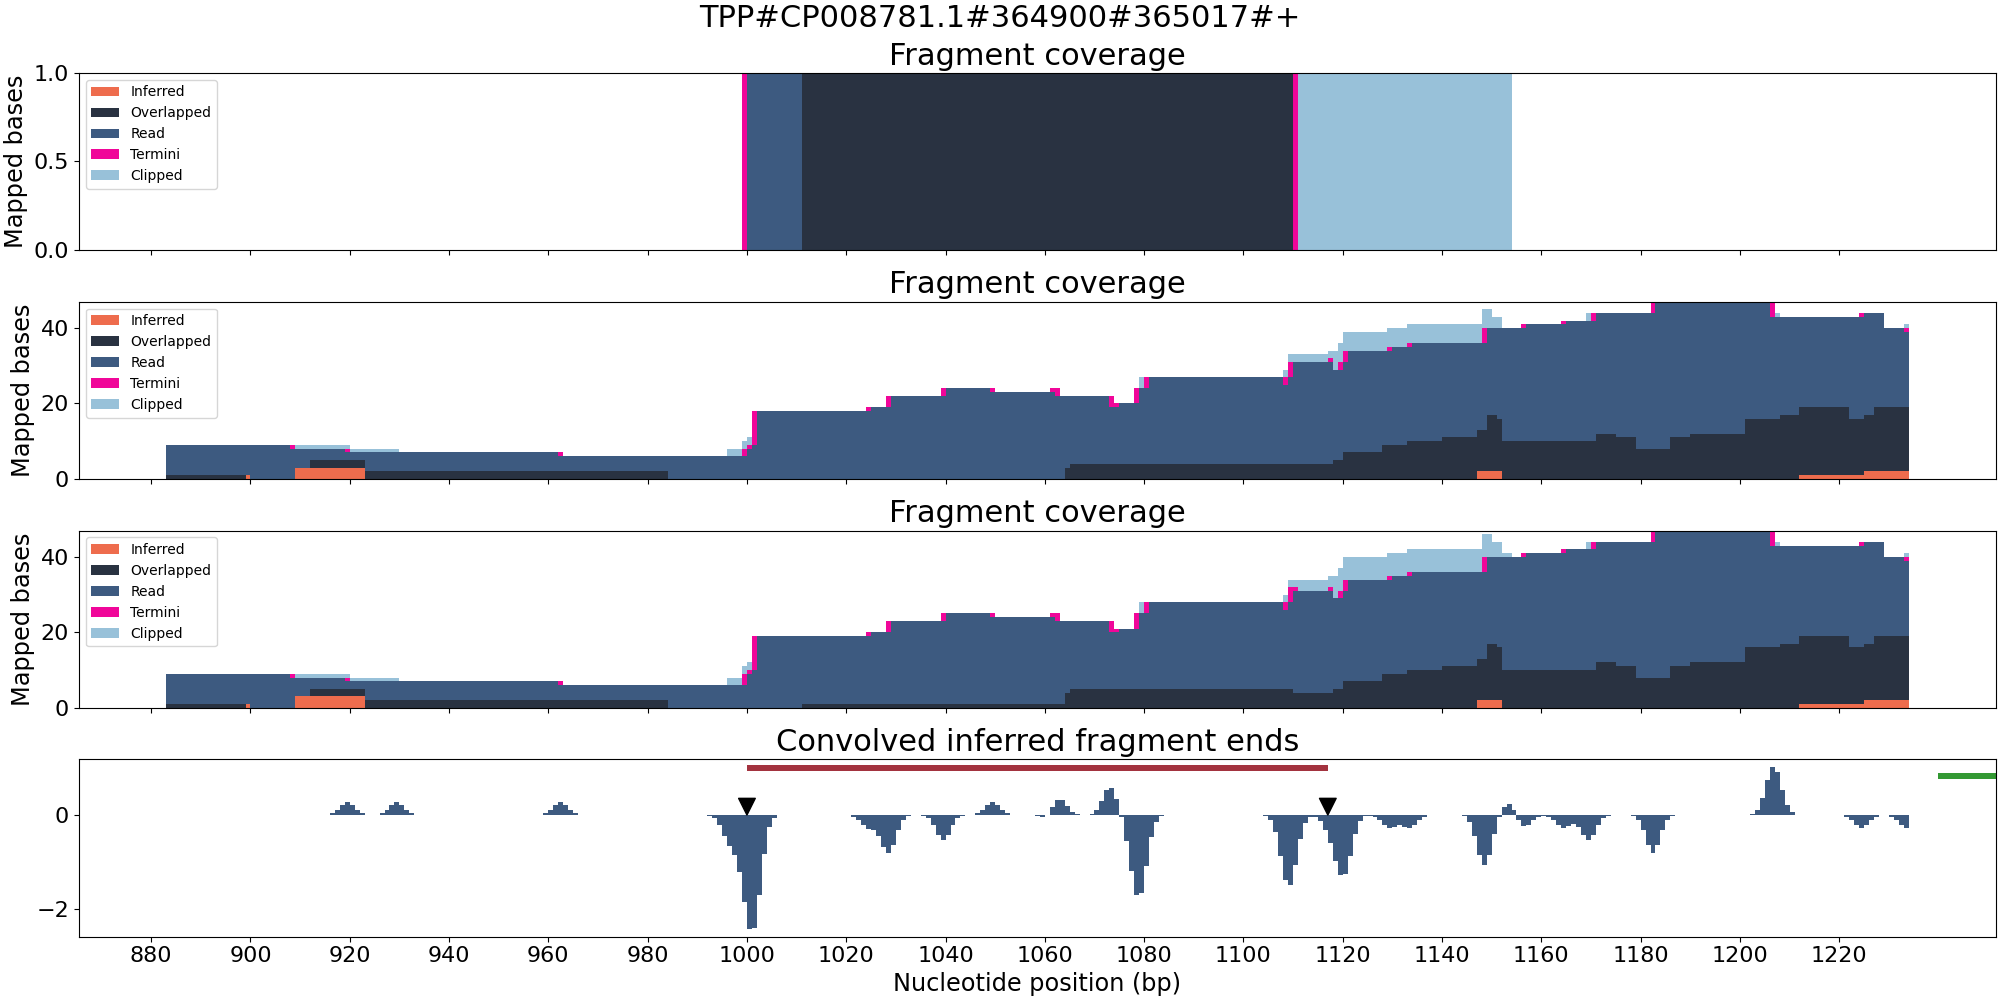 TPP#CP008781.1#364900#365017#+
Fragment coverage
Mapped bases
1.0
0.5
0.0
Inferred
Overlapped
Read
Termini
Clipped
Fragment coverage
Mapped bases
40
20
0
Inferred
Overlapped
Read
Termini
Clipped
Fragment coverage
Mapped bases
40
20
0
Inferred
Overlapped
Read
Termini
Clipped
Convolved inferred fragment ends
0
−2
880 900 920 940 960 980 1000 1020 1040 1060 1080 1100 1120 1140 1160 1180 1200 1220
Nucleotide position (bp)